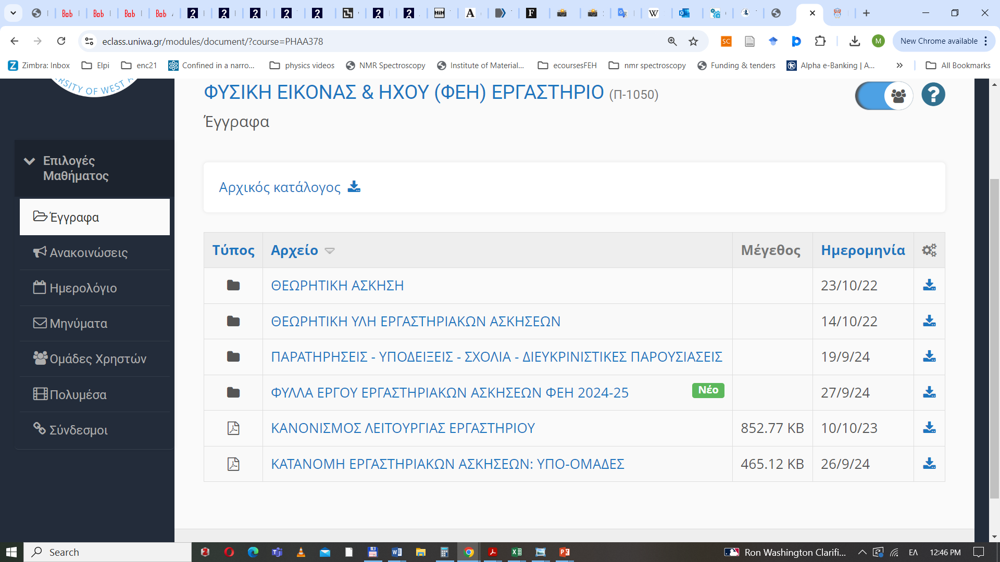 Bob
Bob
Bob
Bob
eclass.uniwa.gr/modules/document/?course=PHAA378
SC
M
New Chrome available
Zimbra: Inbox
Elpi
enc21
Confined in a narro...
physics videos
NMR Spectroscopy
Institute of Material...
ecoursesFEH
nmr spectroscopy
Funding & tenders
Alpha e-Banking | A...
»
All Bookmarks
RSITY OF WEST A
ΦΥΣΙΚΗ ΕΙΚΟΝΑΣ & ΗΧΟΥ (ΦΕΗ) ΕΡΓΑΣΤΗΡΙΟ (Π-1050)
Έγγραφα
Επιλογές
Μαθήματος
Έγγραφα
Ανακοινώσεις
Ημερολόγιο
Μηνύματα
Ομάδες Χρηστών
Πολυμέσα
Σύνδεσμοι
Αρχικός κατάλογος
Τύπος Αρχείο Μέγεθος Ημερομηνία
ΘΕΩΡΗΤΙΚΗ ΑΣΚΗΣΗ 23/10/22
ΘΕΩΡΗΤΙΚΗ ΥΛΗ ΕΡΓΑΣΤΗΡΙΑΚΩΝ ΑΣΚΗΣΕΩΝ 14/10/22
ΠΑΡΑΤΗΡΗΣΕΙΣ - ΥΠΟΔΕΙΞΕΙΣ - ΣΧΟΛΙΑ - ΔΙΕΥΚΡΙΝΙΣΤΙΚΕΣ ΠΑΡΟΥΣΙΑΣΕΙΣ 19/9/24
ΦΥΛΛΑ ΕΡΓΟΥ ΕΡΓΑΣΤΗΡΙΑΚΩΝ ΑΣΚΗΣΕΩΝ ΦΕΗ 2024-25 Νέο 27/9/24
ΚΑΝΟΝΙΣΜΟΣ ΛΕΙΤΟΥΡΓΙΑΣ ΕΡΓΑΣΤΗΡΙΟΥ 852.77 KB 10/10/23
ΚΑΤΑΝΟΜΗ ΕΡΓΑΣΤΗΡΙΑΚΩΝ ΑΣΚΗΣΕΩΝ: ΥΠΟ-ΟΜΑΔΕΣ 465.12 KB 26/9/24
Search
Ron Washington Clarifi...
ΕΛ
12:46 PM